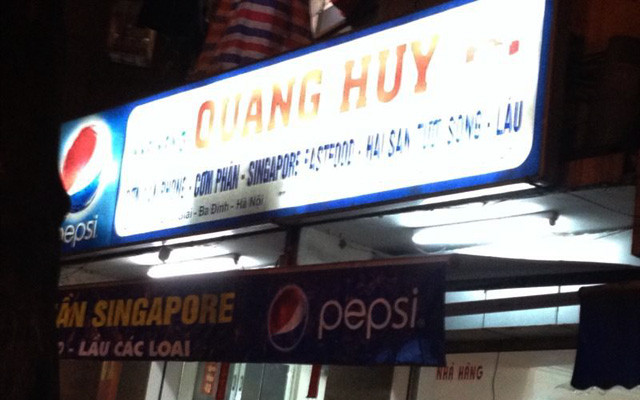 QUANG HUY
CƠM PHẦN - SINGAPORE FASTFOOD - HẢI SẢN TƯƠI SỐNG - LẨU
- Ba Đình - Hà Nội
pepsi
SINGAPORE
- LẨU CÁC LOẠI
pepsi
NHÀ HÀNG